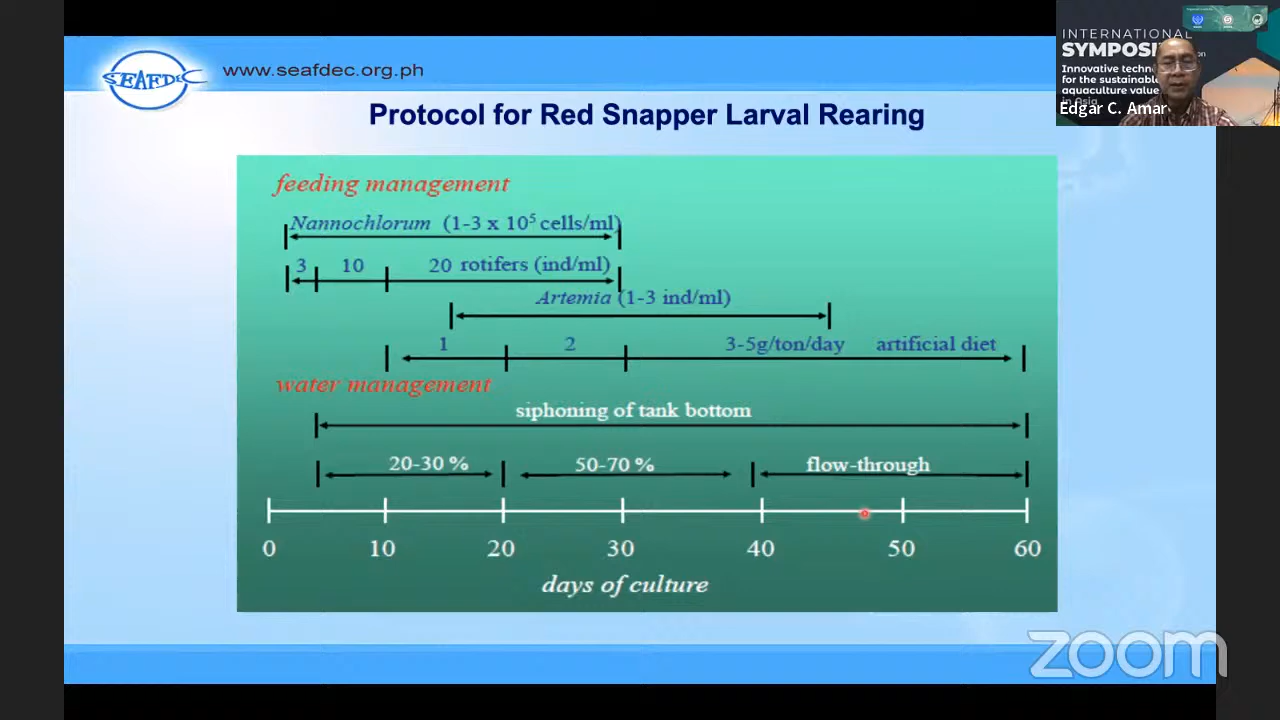 SEAFDEC
www.seafdec.org.ph
INTERNATIONAL
SYMPOSI
Innovative techn
for the sustainable
aquaculture value
in Asia
Edgar C. Amar
Protocol for Red Snapper Larval Rearing
feeding management
Nannochlorum (1-3 x 10⁵ cells/ml)
3 10 20 rotifers (ind/ml)
Artemia (1-3 ind/ml)
1 2 3-5g/ton/day artificial diet
water management
siphoning of tank bottom
20-30 % 50-70 % flow-through
0 10 20 30 40 50 60
days of culture
zoom